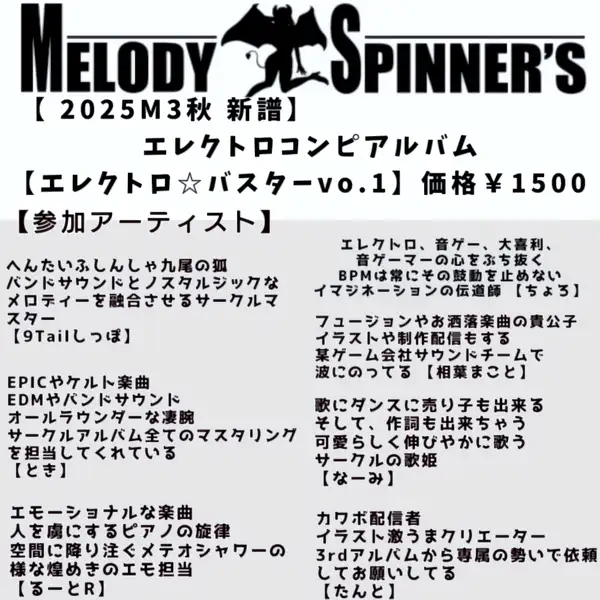 MELODY SPINNER'S
【2025M3秋 新譜】
エレクトロコンピアルバム
【エレクトロ☆バスターvo.1】価格￥1500
【参加アーティスト】
へんたいふしんしゃ九尾の狐
バンドサウンドとノスタルジックな
メロディーを融合させるサークルマ
スター
【9Tailしっぽ】
EPICやケルト楽曲
EDMやバンドサウンド
オールラウンダーな凄腕
サークルアルバム全てのマスタリング
を担当してくれている
【とき】
エモーショナルな楽曲
人を虜にするピアノの旋律
空間に降り注ぐメテオシャワーの
様な煌めきのエモ担当
【るーとR】
エレクトロ、音ゲー、大喜利、
音ゲーマーの心をぶち抜く
BPMは常にその鼓動を止めない
イマジネーションの伝道師 【ちょろ】
フュージョンやお洒落楽曲の貴公子
イラストや制作配信もする
某ゲーム会社サウンドチームで
波にのってる 【相葉まこと】
歌にダンスに売り子も出来る
そして、作詞も出来ちゃう
可愛らしく伸びやかに歌う
サークルの歌姫
【なーみ】
カワボ配信者
イラスト激うまクリエーター
3rdアルバムから専属の勢いで依頼
してお願いしてる
【たんと】